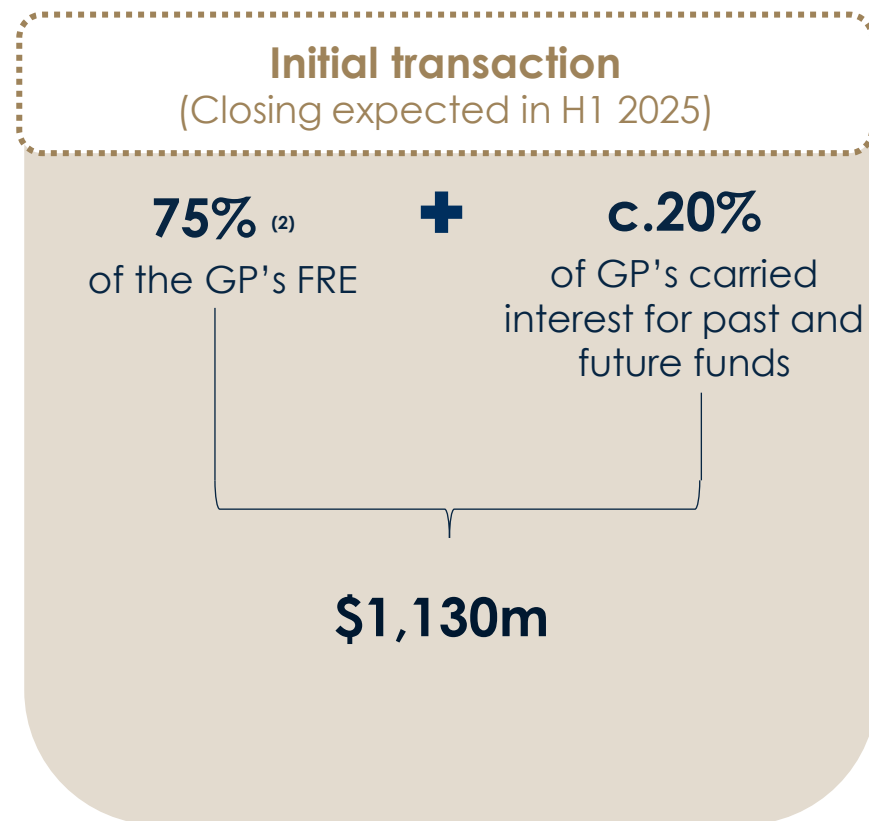 Initial transaction
(Closing expected in H1 2025)
75% (2)
of the GP’s FRE
+
c.20%
of GP’s carried
interest for past and
future funds
$1,130m